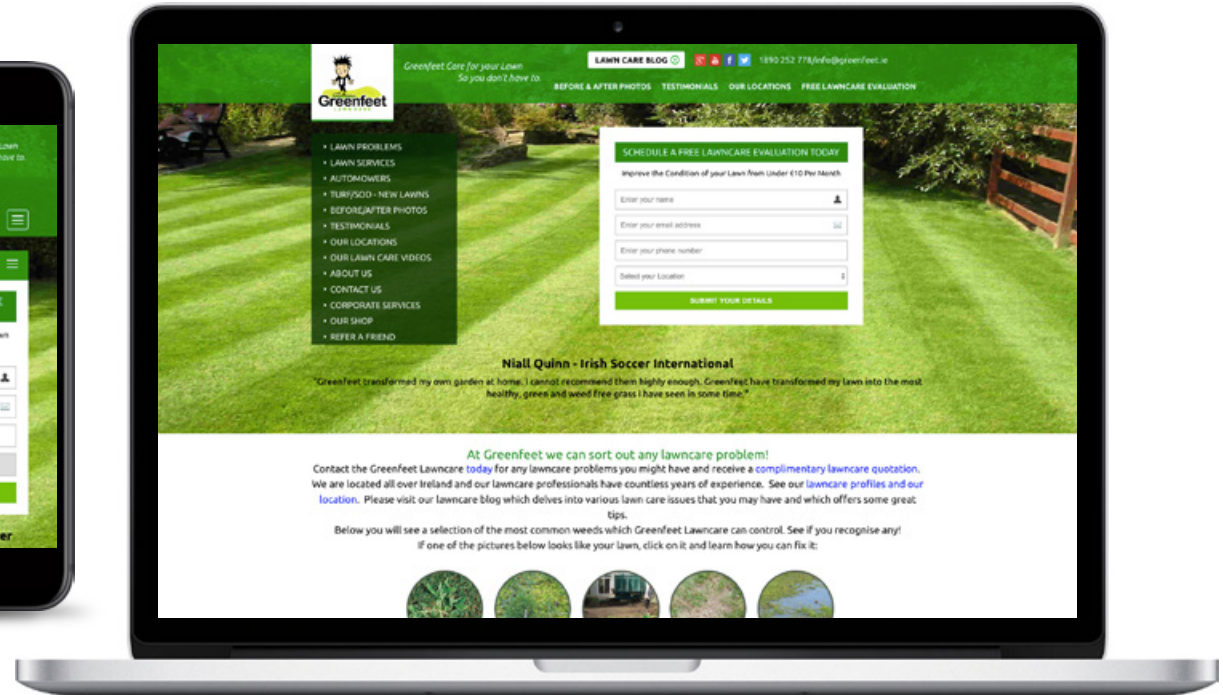 Lawn
have to.
er
Greenfeet
LAWNCARE
Greenfeet Care for your Lawn
So you don't have to.
LAWN CARE BLOG
1890 252 778/info@greenfeet.ie
BEFORE & AFTER PHOTOS TESTIMONIALS OUR LOCATIONS FREE LAWNCARE EVALUATION
LAWN PROBLEMS
LAWN SERVICES
AUTOMOWERS
TURF/SOD - NEW LAWNS
BEFORE/AFTER PHOTOS
TESTIMONIALS
OUR LOCATIONS
OUR LAWN CARE VIDEOS
ABOUT US
CONTACT US
CORPORATE SERVICES
OUR SHOP
REFER A FRIEND
SCHEDULE A FREE LAWNCARE EVALUATION TODAY
Improve the Condition of your Lawn from Under €10 Per Month
Enter your name
Enter your email address
Enter your phone number
Select your Location
SUBMIT YOUR DETAILS
Niall Quinn - Irish Soccer International
"Greenfeet transformed my own garden at home. I cannot recommend them highly enough. Greenfeet have transformed my lawn into the most
healthy, green and weed free grass I have seen in some time."
At Greenfeet we can sort out any lawncare problem!
Contact the Greenfeet Lawncare today for any lawncare problems you might have and receive a complimentary lawncare quotation.
We are located all over Ireland and our lawncare professionals have countless years of experience. See our lawncare profiles and our
location. Please visit our lawncare blog which delves into various lawn care issues that you may have and which offers some great
tips.
Below you will see a selection of the most common weeds which Greenfeet Lawncare can control. See if you recognise any!
If one of the pictures below looks like your lawn, click on it and learn how you can fix it: